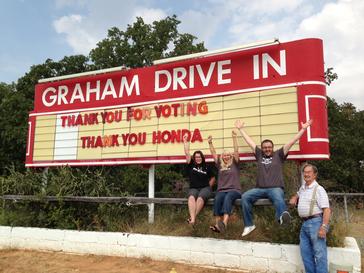 GRAHAM DRIVE IN
THANK YOU FOR VOTING
THANK YOU HONDA